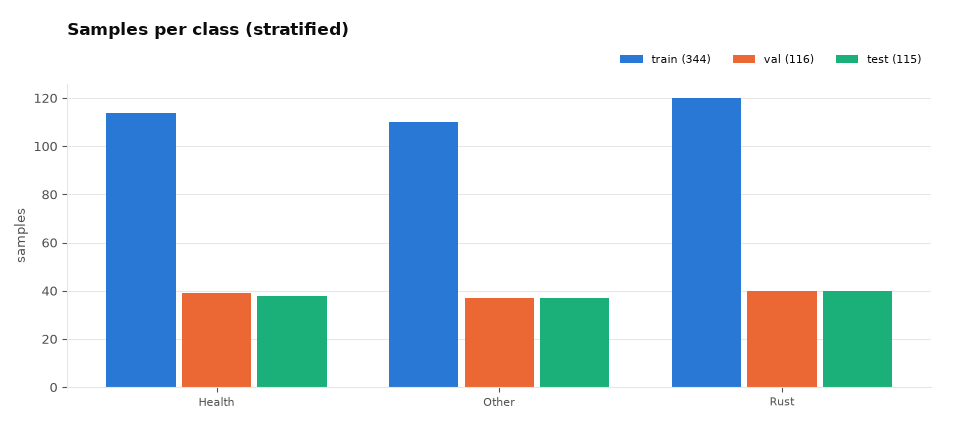 Samples per class (stratified)
train (344) val (116) test (115)
120
100
80
60
40
20
0
samples
Health Other Rust